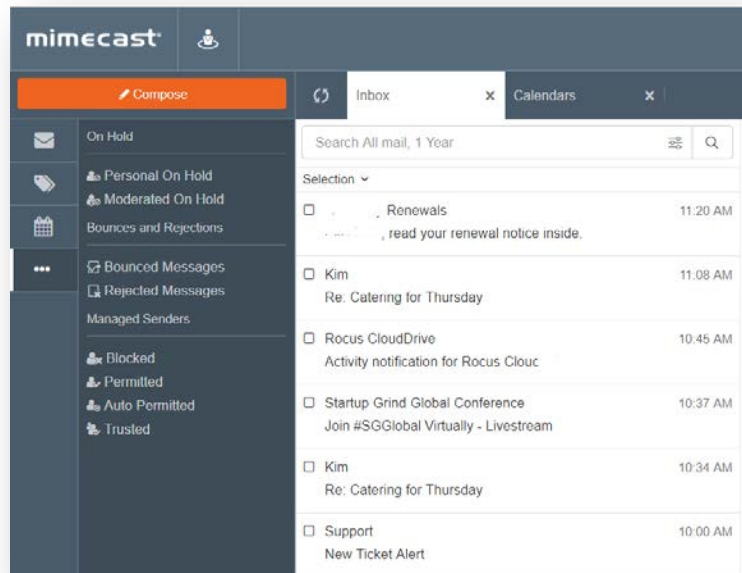 mimecast
Compose
Inbox
Calendars
On Hold
Personal On Hold
Moderated On Hold
Bounces and Rejections
Bounced Messages
Rejected Messages
Managed Senders
Blocked
Permitted
Auto Permitted
Trusted
Search All mail, 1 Year
Selection
, Renewals 11:20 AM
, read your renewal notice inside.
Kim 11:08 AM
Re: Catering for Thursday
Rocus CloudDrive 10:45 AM
Activity notification for Rocus Clouc
Startup Grind Global Conference 10:37 AM
Join #SGGlobal Virtually - Livestream
Kim 10:34 AM
Re: Catering for Thursday
Support 10:00 AM
New Ticket Alert